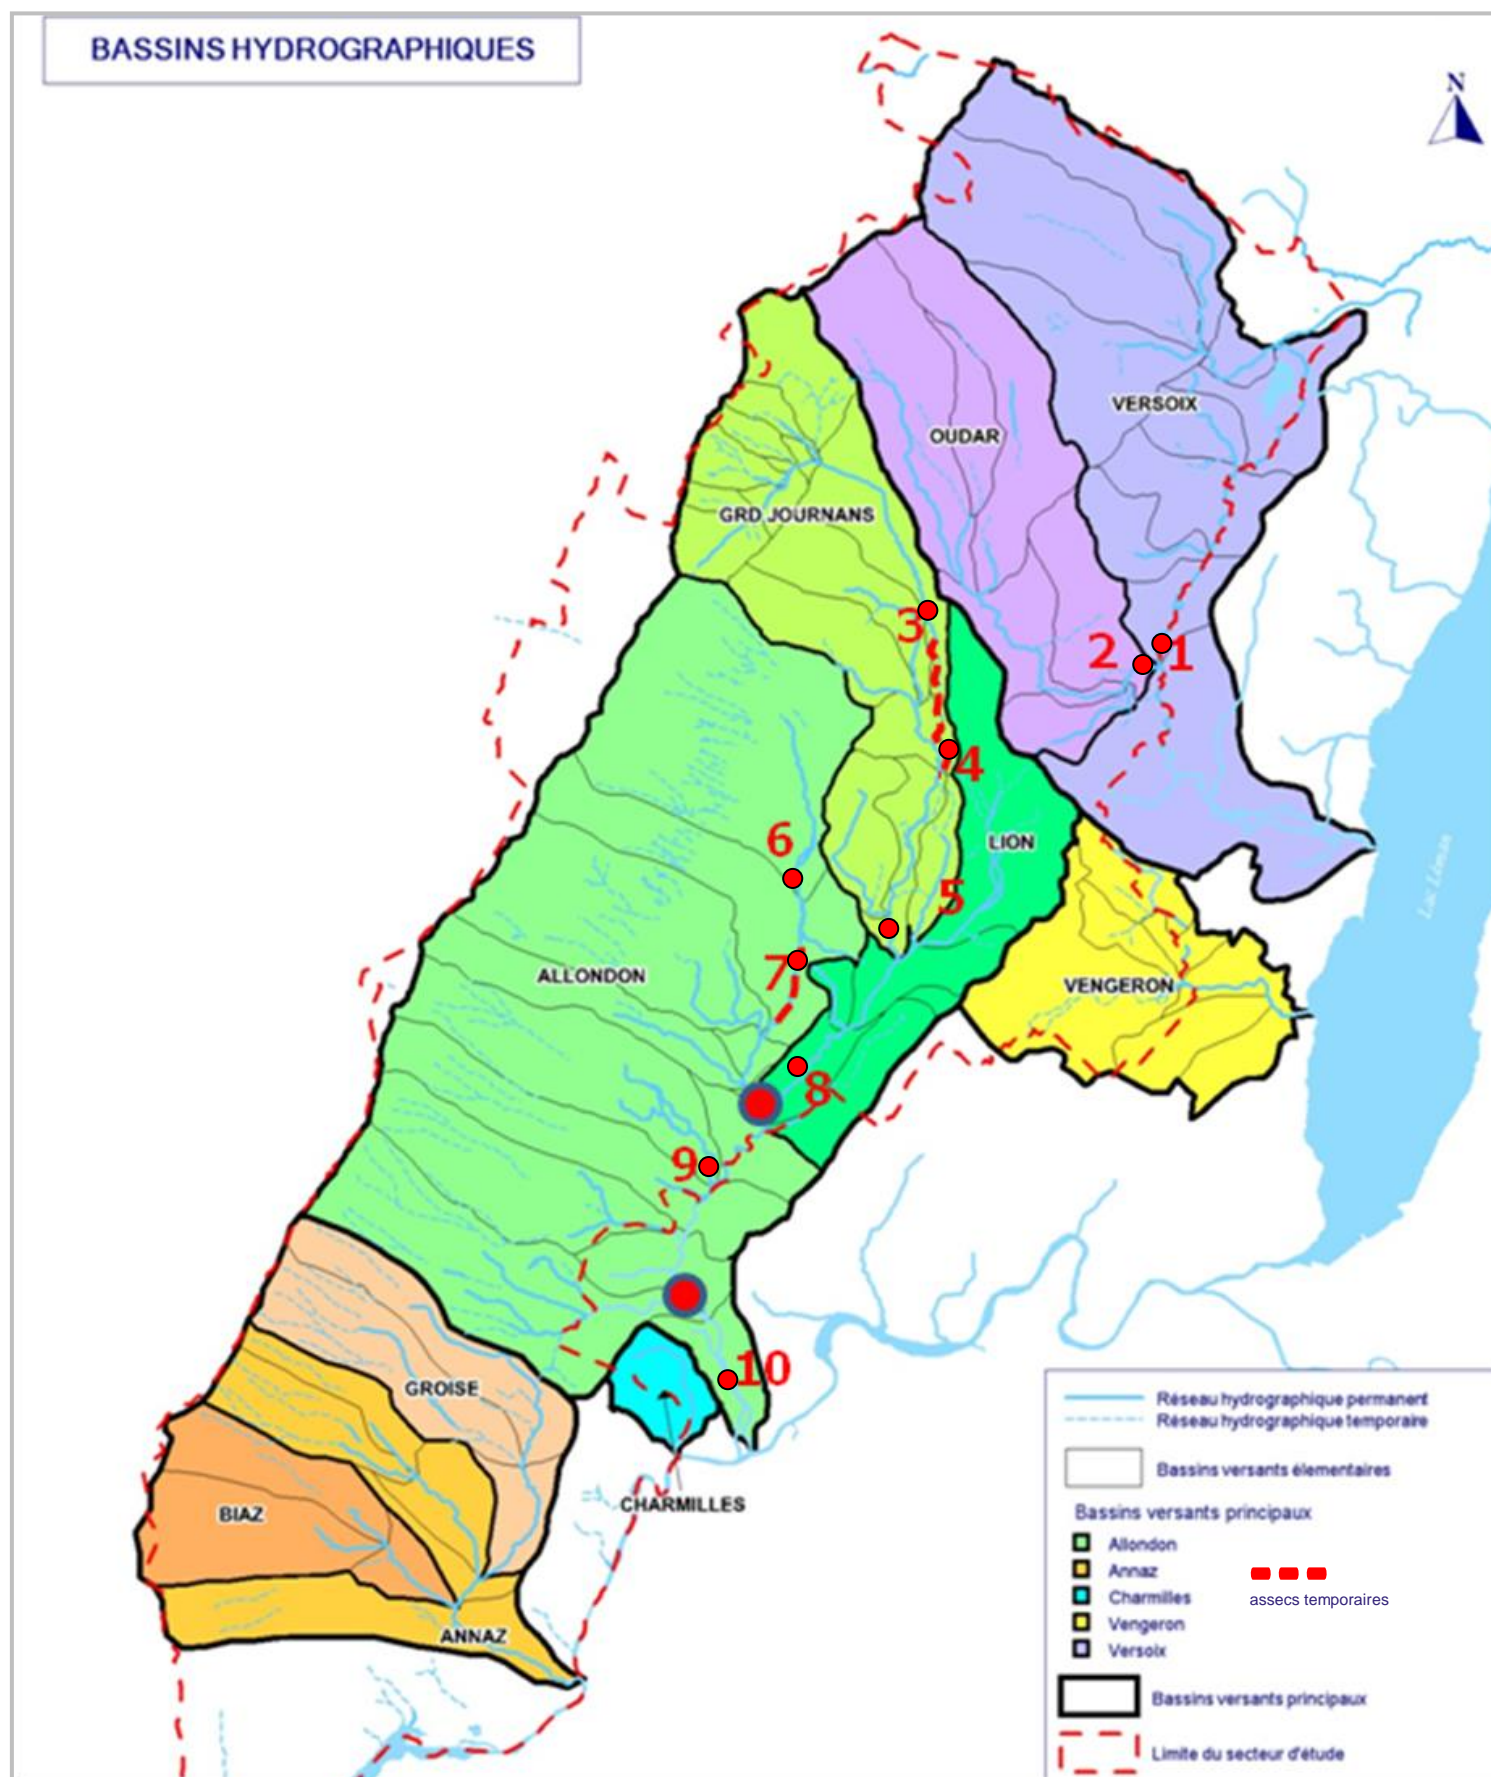 BASSINS HYDROGRAPHIQUES
N
VERSOIX
OUDAR
GRD JOURNANS
3
2
1
4
LION
6
5
Lac Léman
7
ALLONDON
VENGERON
8
9
10
GROISE
CHARMILLES
BIAZ
ANNAZ
Réseau hydrographique permanent
Réseau hydrographique temporaire
Bassins versants élementaires
Bassins versants principaux
Allondon
Annaz
Charmilles
Vengeron
Versoix
assecs temporaires
Bassins versants principaux
Limite du secteur d'étude